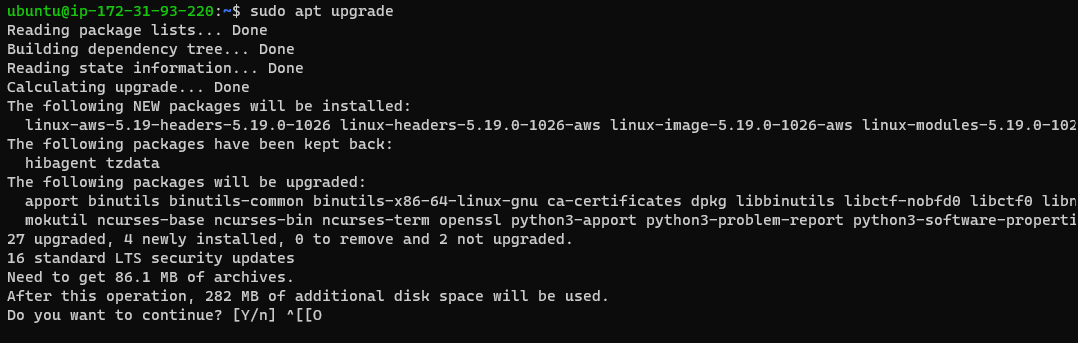 ubuntu@ip-172-31-93-220:~$ sudo apt upgrade
Reading package lists... Done
Building dependency tree... Done
Reading state information... Done
Calculating upgrade... Done
The following NEW packages will be installed:
  linux-aws-5.19-headers-5.19.0-1026 linux-headers-5.19.0-1026-aws linux-image-5.19.0-1026-aws linux-modules-5.19.0-102
The following packages have been kept back:
  hibagent tzdata
The following packages will be upgraded:
  apport binutils binutils-common binutils-x86-64-linux-gnu ca-certificates dpkg libbinutils libctf-nobfd0 libctf0 libn
  mokutil ncurses-base ncurses-bin ncurses-term openssl python3-apport python3-problem-report python3-software-properti
27 upgraded, 4 newly installed, 0 to remove and 2 not upgraded.
16 standard LTS security updates
Need to get 86.1 MB of archives.
After this operation, 282 MB of additional disk space will be used.
Do you want to continue? [Y/n] ^[[O